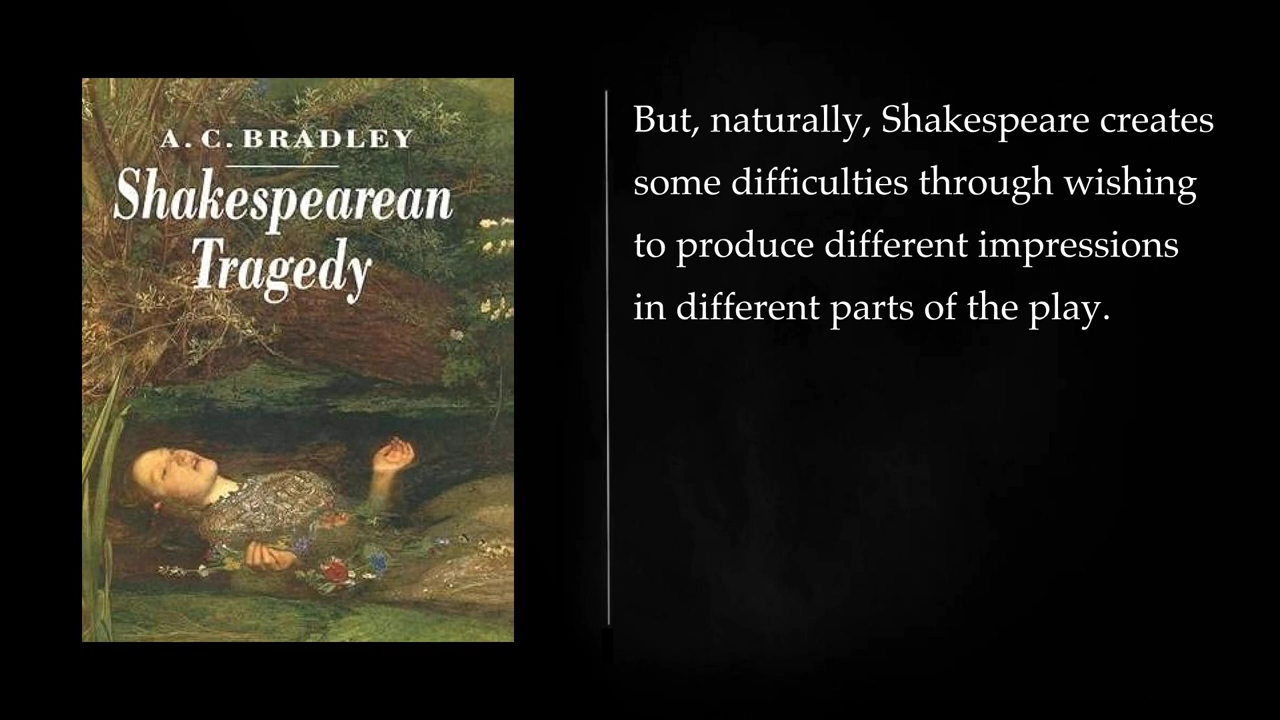 A. C. BRADLEY
Shakespearean
Tragedy
But, naturally, Shakespeare creates
some difficulties through wishing
to produce different impressions
in different parts of the play.